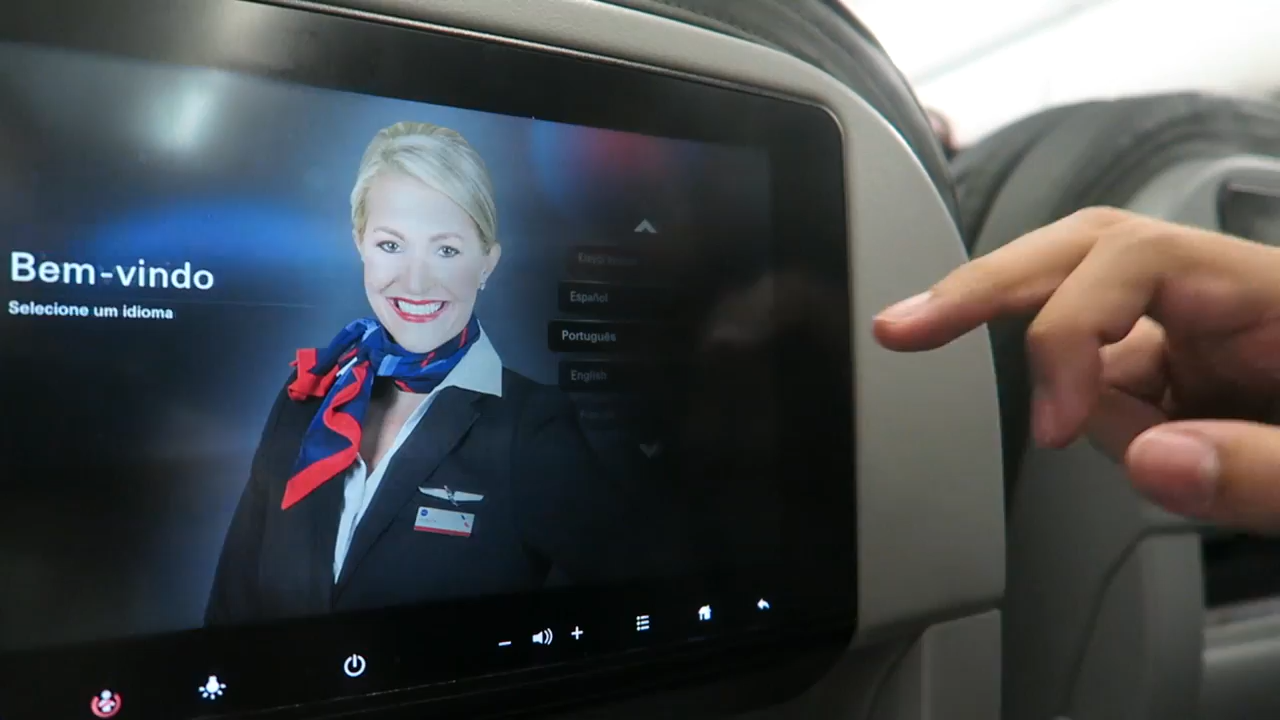 Bem-vindo
Selecione um idioma
Español
Português
English